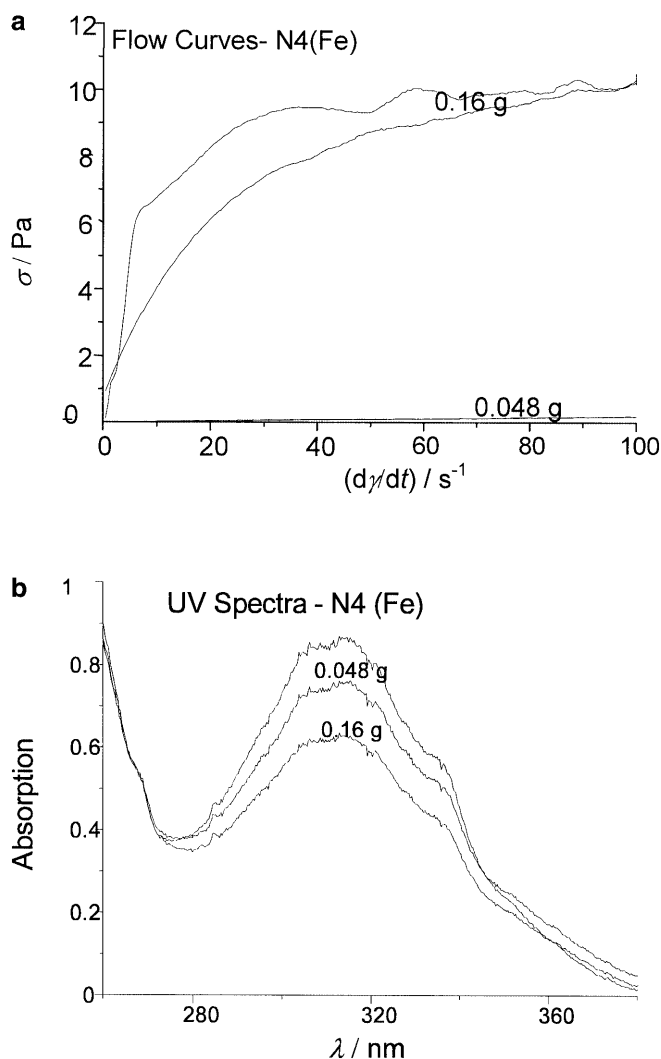 a
Flow Curves- N4(Fe)
12
10
8
6
4
2
0
σ / Pa
0.16 g
0.048 g
0 20 40 60 80 100
(dγ/dt) / s⁻¹
b
UV Spectra - N4 (Fe)
1
0.8
0.6
0.4
0.2
0
Absorption
0.048 g
0.16 g
280 320 360
λ / nm